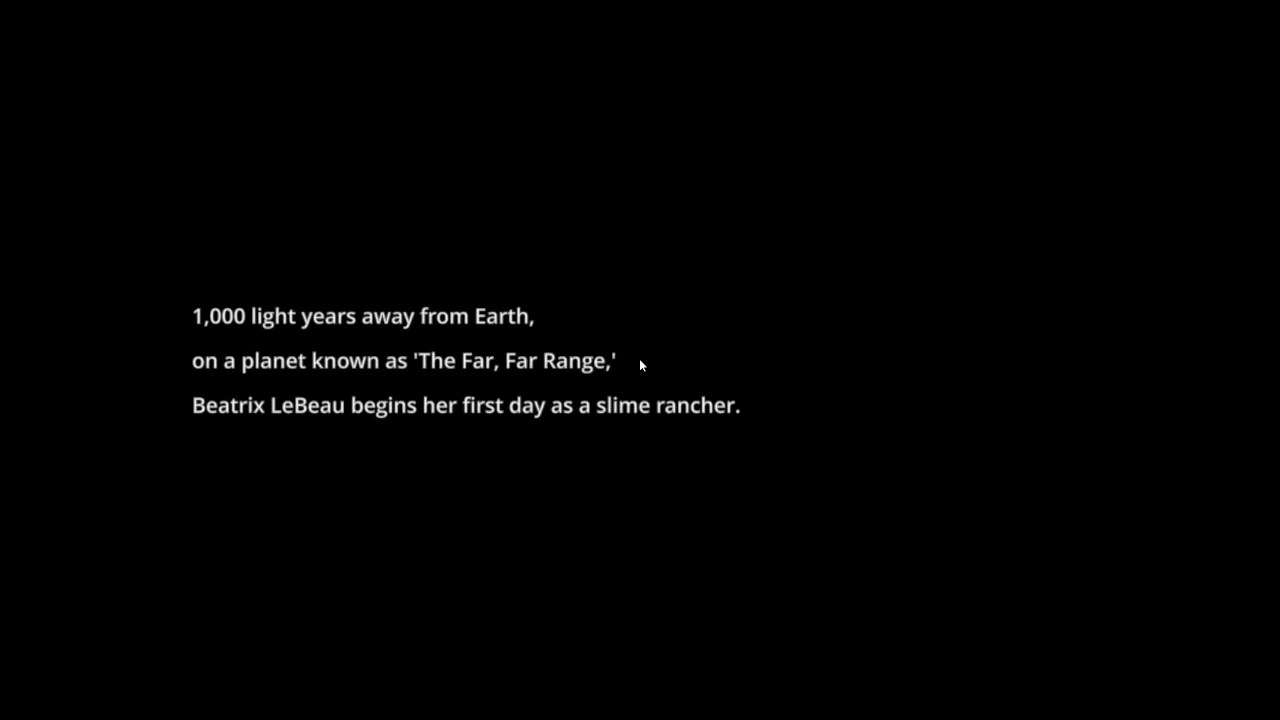 1,000 light years away from Earth,
on a planet known as 'The Far, Far Range,'
Beatrix LeBeau begins her first day as a slime rancher.